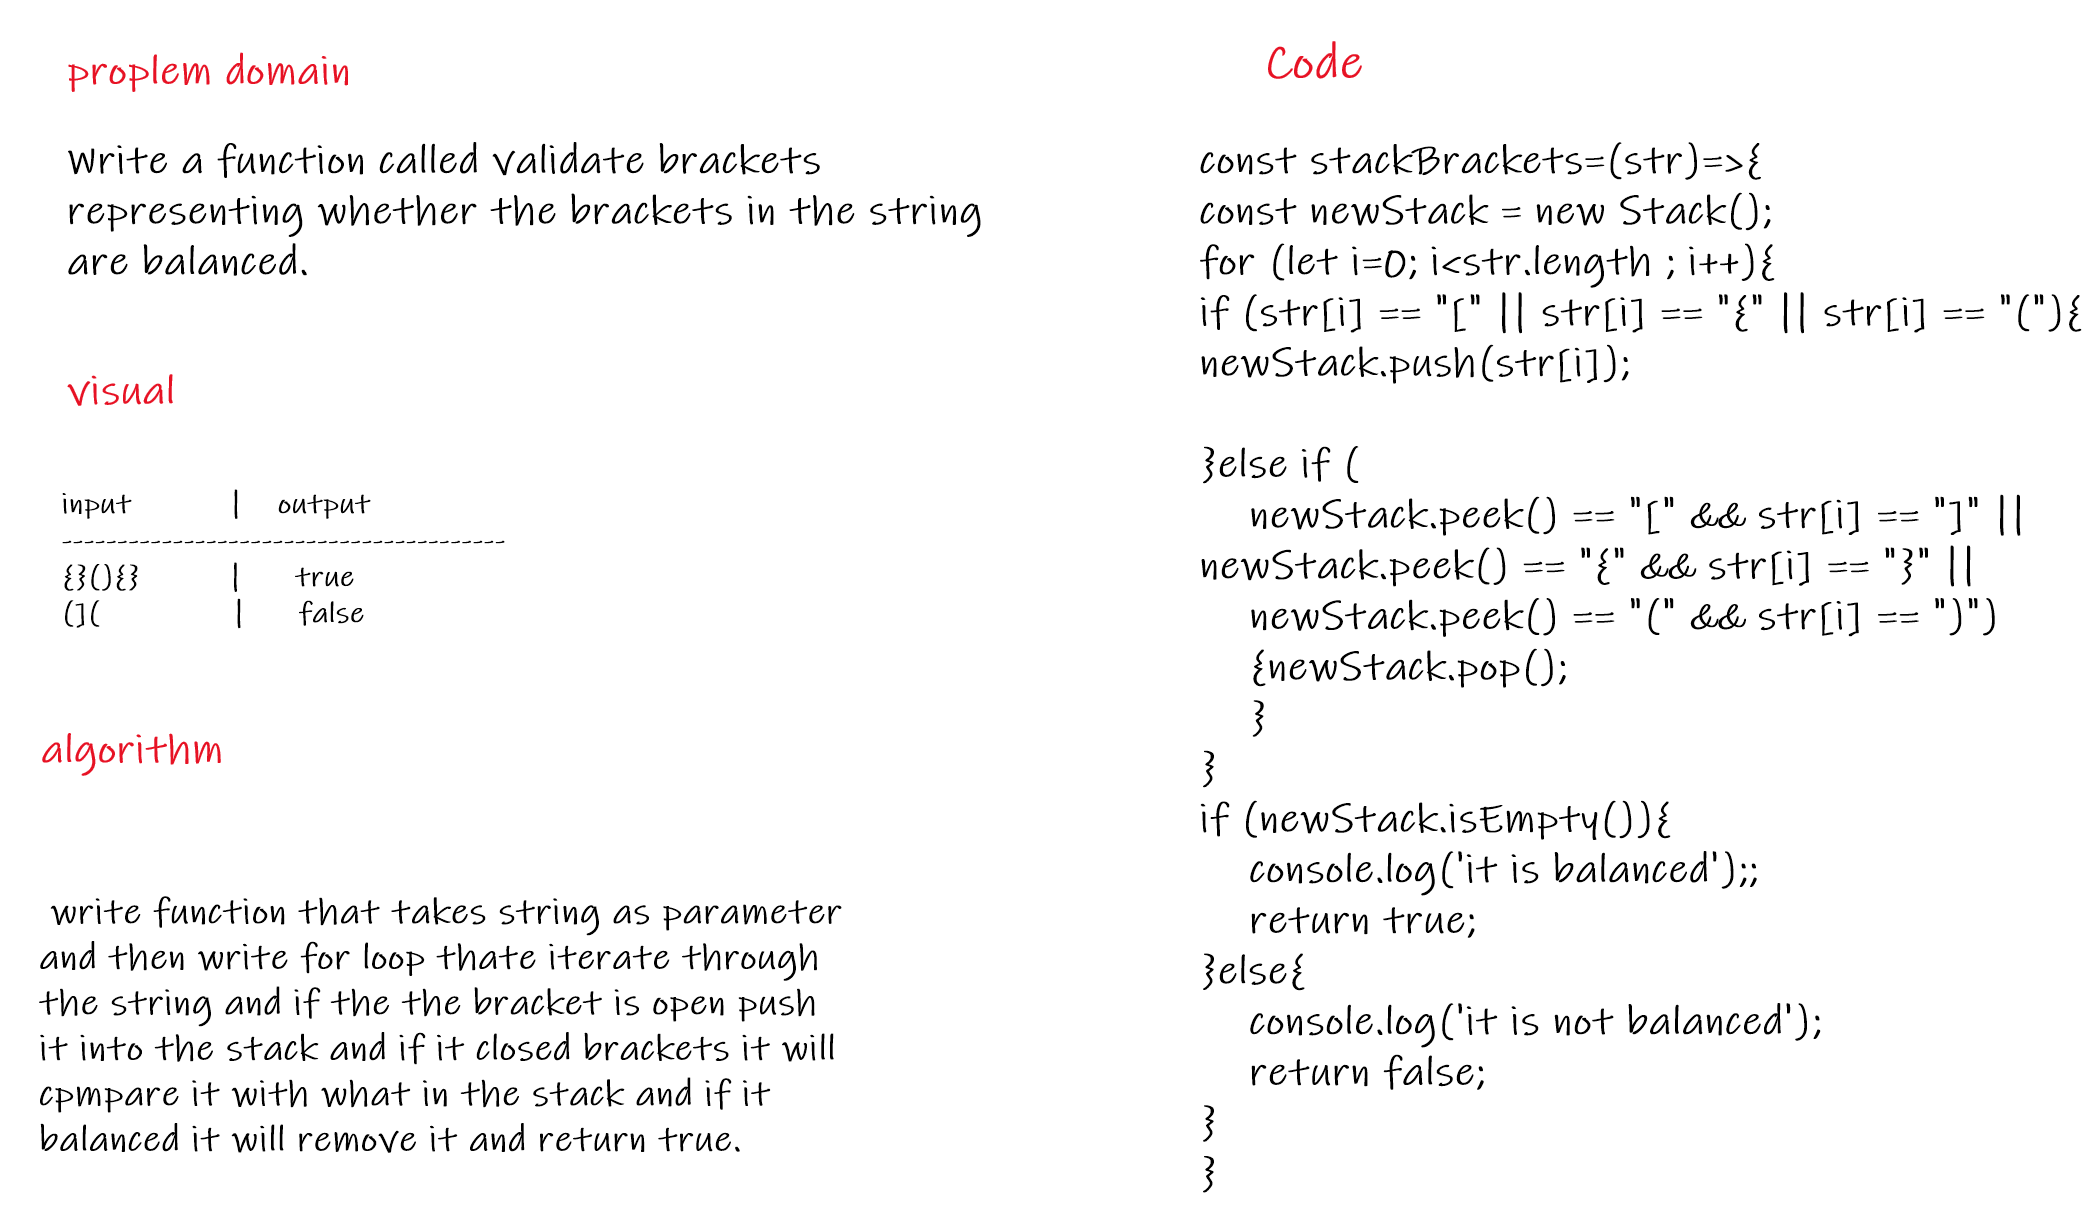 proplem domain
Write a function called validate brackets
representing whether the brackets in the string
are balanced.
visual
input | output
----------------------------------------
{}(){} | true
(]( | false
algorithm
write function that takes string as parameter
and then write for loop thate iterate through
the string and if the the bracket is open push
it into the stack and if it closed brackets it will
cpmpare it with what in the stack and if it
balanced it will remove it and return true.
Code
const stackBrackets=(str)=>{
const newStack = new Stack();
for (let i=0; i<str.length ; i++){
if (str[i] == "[" || str[i] == "{" || str[i] == "("){
newStack.push(str[i]);
}else if (
newStack.peek() == "[" && str[i] == "]" ||
newStack.peek() == "{" && str[i] == "}" ||
newStack.peek() == "(" && str[i] == ")")
{newStack.pop();
}
}
if (newStack.isEmpty()){
console.log('it is balanced');;
return true;
}else{
console.log('it is not balanced');
return false;
}
}